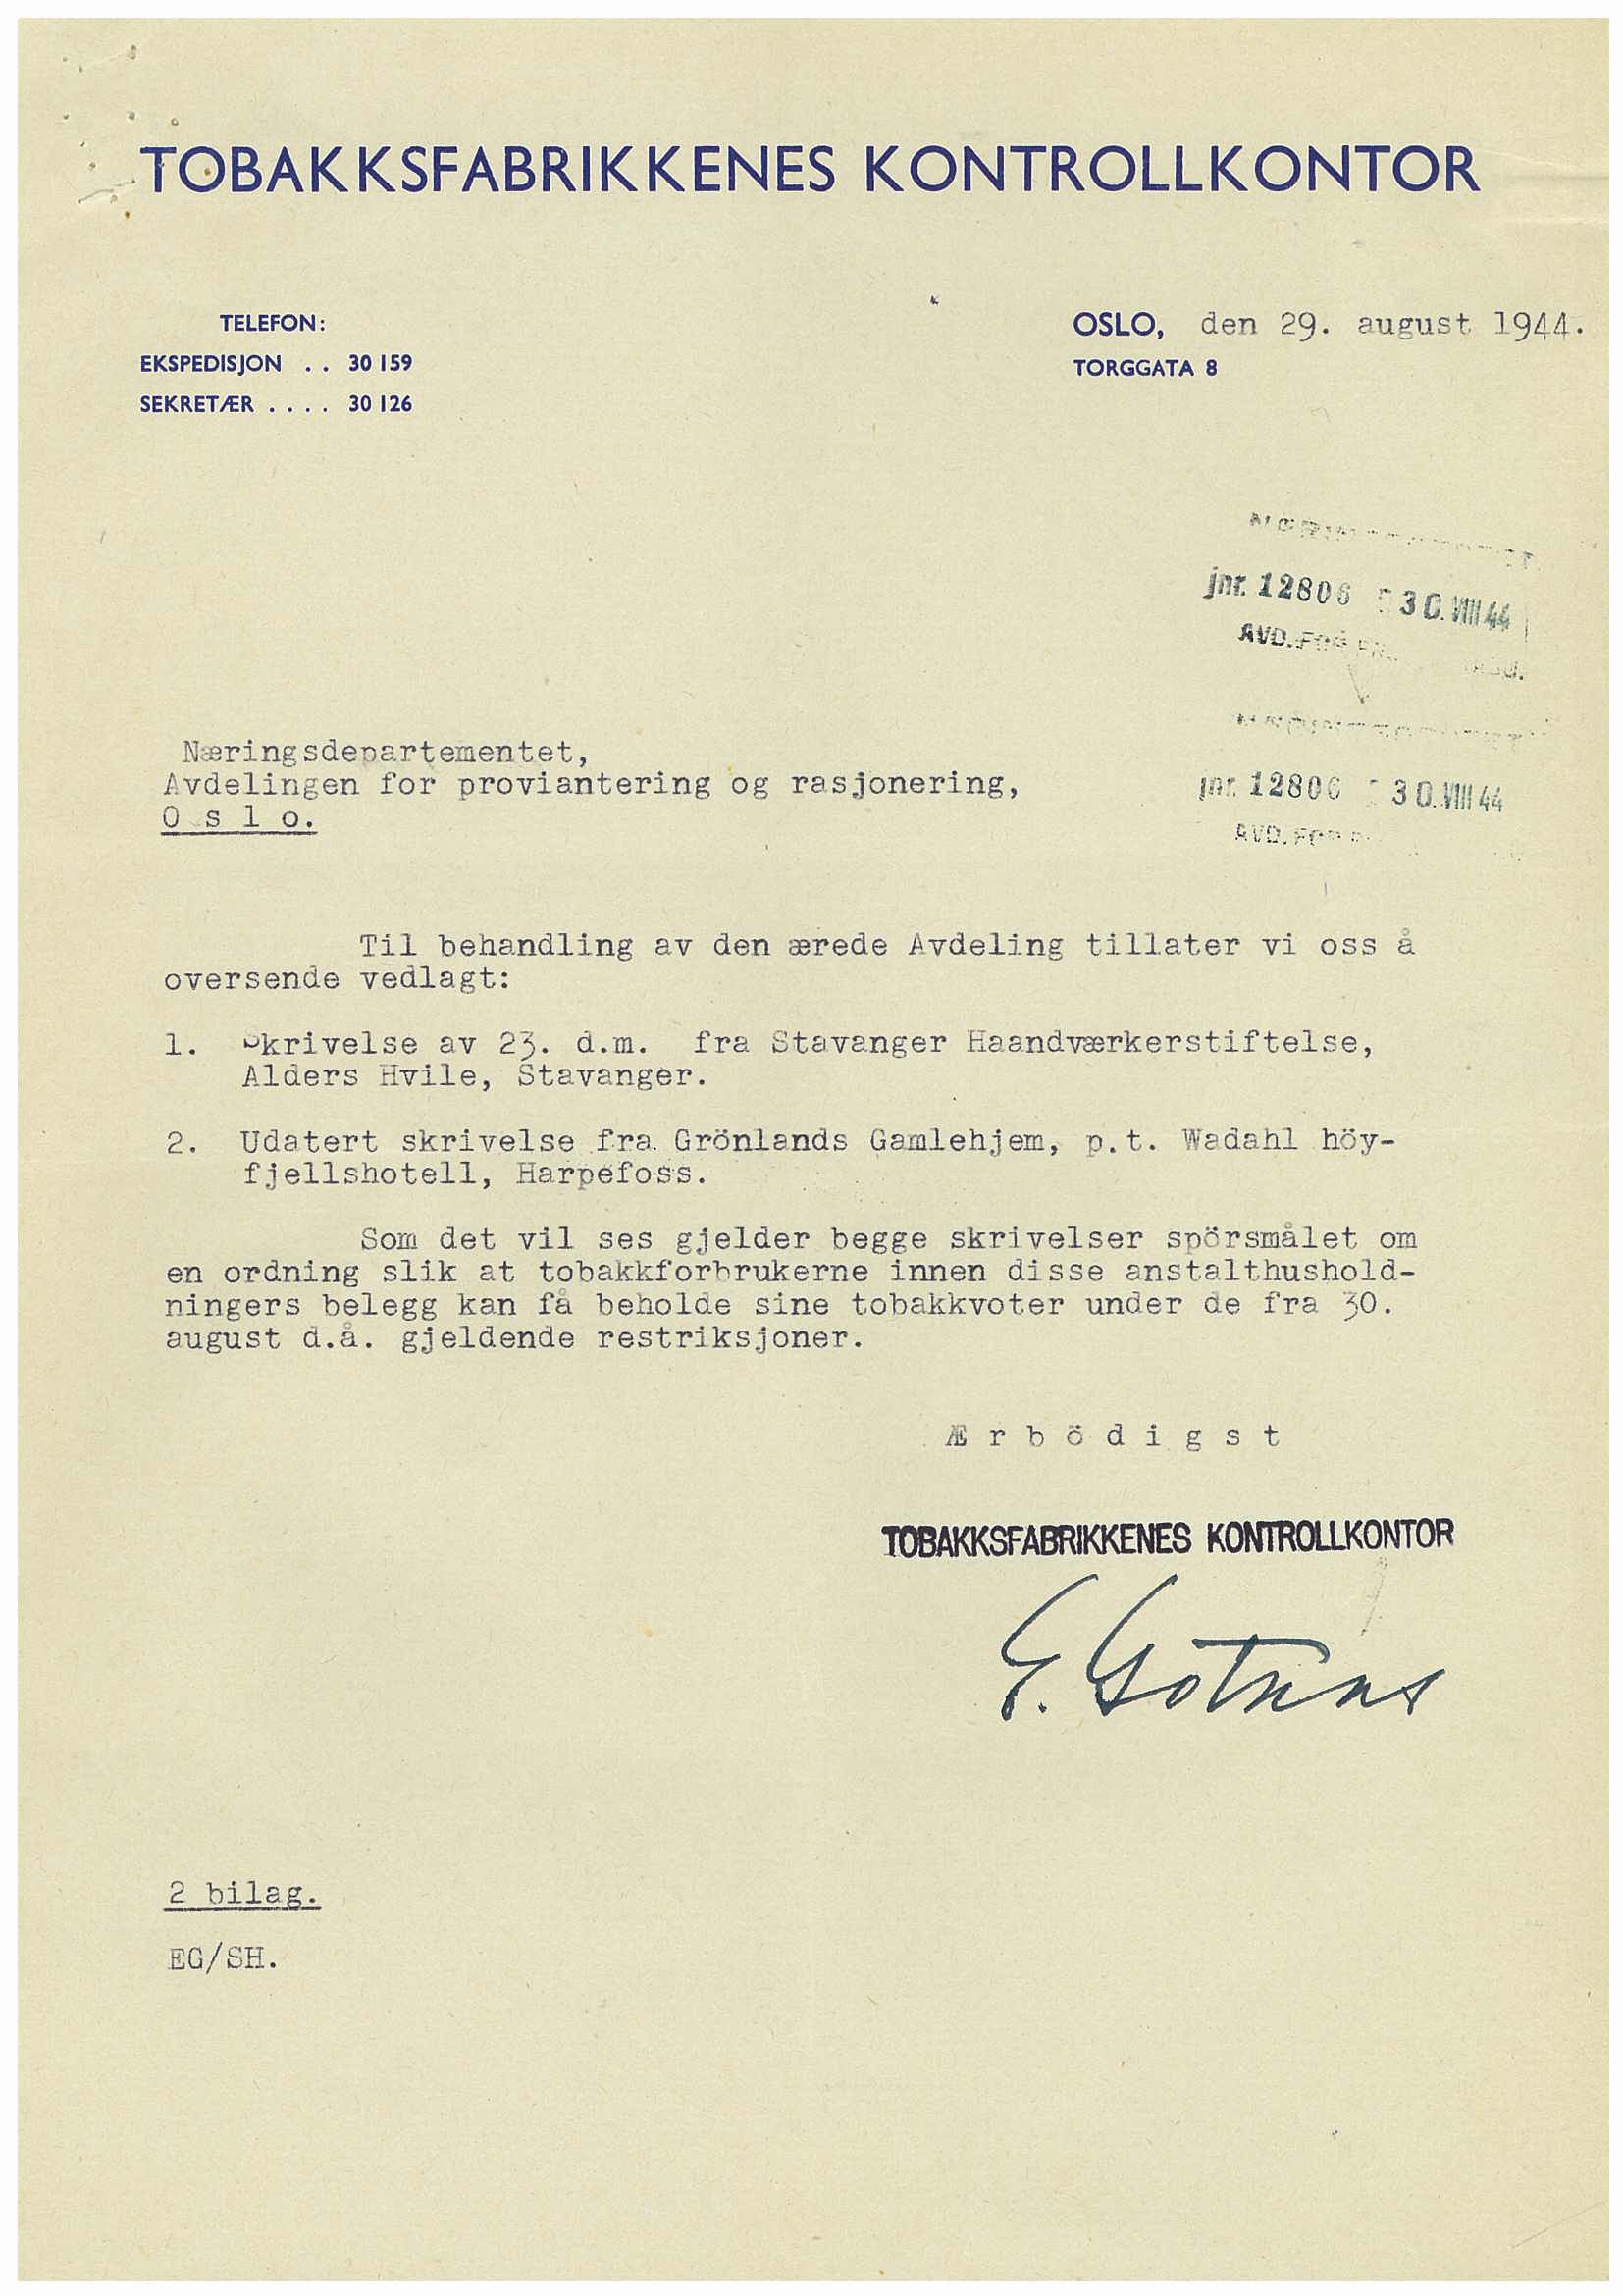 TOBAKKSFABRIKKENES KONTROLLKONTOR
TELEFON:
EKSPEDISJON . . 30 159
SEKRETÆR . . . . 30 126
OSLO, den 29. august 1944.
TORGGATA 8
jnr. 12806 30. VIII 44
AVD. FOR
Næringsdepartementet,
Avdelingen for proviantering og rasjonering,
O s l o.
jnr. 12806 30. VIII 44
AVD. FOR
Til behandling av den ærede Avdeling tillater vi oss å
oversende vedlagt:
1. Skrivelse av 23. d.m. fra Stavanger Haandværkerstiftelse,
Alders Hvile, Stavanger.
2. Udatert skrivelse fra Grönlands Gamlehjem, p.t. Wadahl höy-
fjellshotell, Harpefoss.
Som det vil ses gjelder begge skrivelser spörsmålet om
en ordning slik at tobakkforbrukerne innen disse anstalthushold-
ningers belegg kan få beholde sine tobakkvoter under de fra 30.
august d.å. gjeldende restriksjoner.
Æ r b ö d i g s t
TOBAKKSFABRIKKENES KONTROLLKONTOR
2 bilag.
EG/SH.